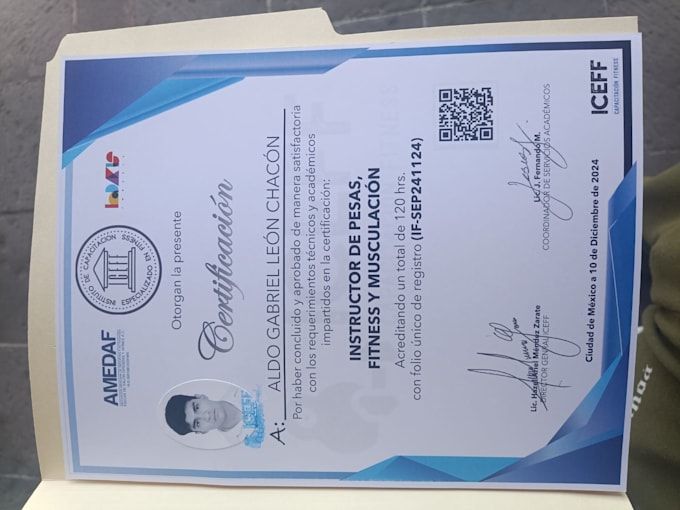 AMEDAF
INSTITUTO DE CAPACITACIÓN
ESPECIALIZADO EN FITNESS
ICEFF
Otorgan la presente
Certificación
A: ALDO GABRIEL LEÓN CHACÓN
Por haber concluido y aprobado de manera satisfactoria
con los requerimientos técnicos y académicos
impartidos en la certificación:
INSTRUCTOR DE PESAS,
FITNESS Y MUSCULACIÓN
Acreditando un total de 120 hrs.
con folio único de registro (IF-SEP241124)
DIRECTOR GENERAL ICEFF
Lic. J. Fernando M.
COORDINADOR DE SERVICIOS ACADÉMICOS
Ciudad de México a 10 de Diciembre de 2024
ICEFF
CAPACITACIÓN FITNESS